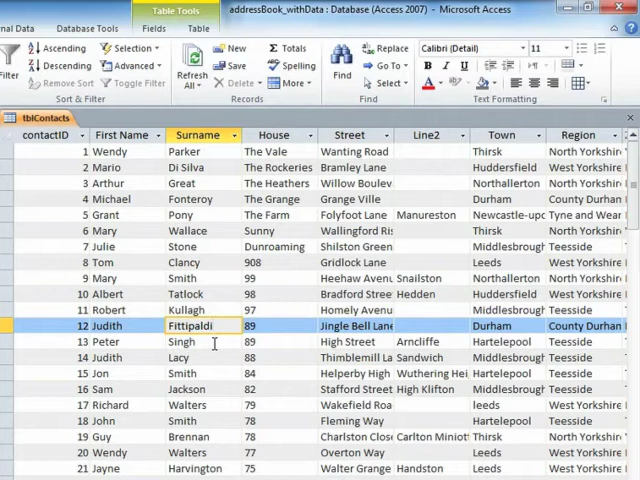 Table Tools
addressBook_withData : Database (Access 2007) - Microsoft Access
nal Data Database Tools Fields Table
Filter Ascending Descending Remove Sort Selection Advanced Toggle Filter
Sort & Filter
Refresh All New Save Delete Totals Spelling More
Records
Find Replace Go To Select
Find
Calibri (Detail) 11
B I U
A
Text Formatting
tblContacts
contactID First Name Surname House Street Line2 Town Region
1 Wendy Parker The Vale Wanting Road Thirsk North Yorkshire
2 Mario Di Silva The Rockeries Bramley Lane Huddersfield West Yorkshire
3 Arthur Great The Heathers Willow Boulev Northallerton North Yorkshire
4 Michael Fonteroy The Grange Grange Ville Durham County Durham
5 Grant Pony The Farm Folyfoot Lane Manureston Newcastle-upo Tyne and Wear
6 Mary Wallace Sunny Wallingford Ris Thirsk North Yorkshire
7 Julie Stone Dunroaming Shilston Green Middlesbrough Teesside
8 Tom Clancy 908 Gridlock Lane Leeds West Yorkshire
9 Mary Smith 99 Heehaw Avenu Snailston Middlesbrough Teesside
10 Albert Tatlock 98 Bradford Street Hedden Huddersfield West Yorkshire
11 Robert Kullagh 97 Homely Avenu Middlesbrough Teesside
12 Judith Fittipaldi 89 Jingle Bell Lane Durham County Durham
13 Peter Singh 89 High Street Arncliffe Hartlepool Teesside
14 Judith Lacy 88 Thimblemill La Sandwich Middlesbrough Teesside
15 Jon Smith 84 Helperby High Wuthering Hei Hartlepool Teesside
16 Sam Jackson 82 Stafford Street High Klifton Middlesbrough Teesside
17 Richard Walters 79 Wakefield Roa leeds West Yorkshire
18 John Smith 78 Fleming Way Hartlepool Teesside
19 Guy Brennan 78 Charlston Close Carlton Miniott Thirsk North Yorkshire
20 Wendy Walters 77 Overton Way Leeds West Yorkshire
21 Jayne Harvington 75 Walter Grange Handston Leeds West Yorkshire